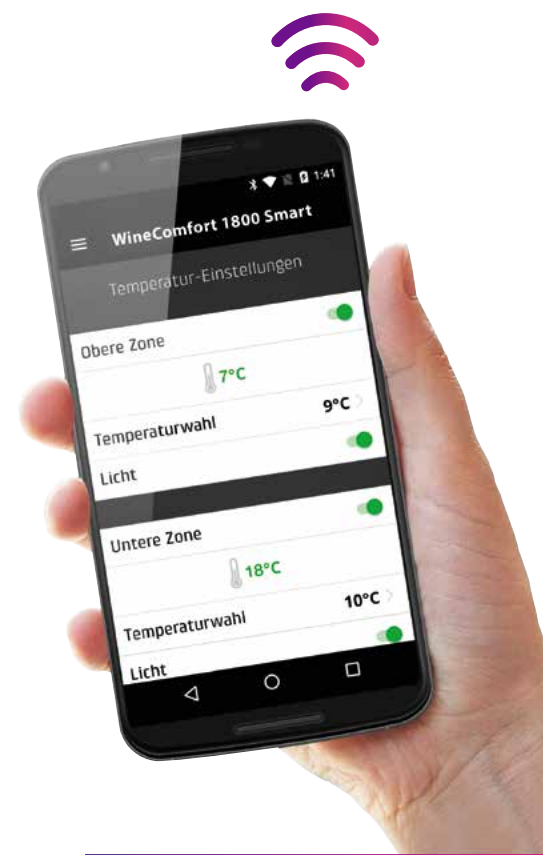 1:41
WineComfort 1800 Smart
Temperatur-Einstellungen
Obere Zone
7°C
Temperaturwahl 9°C
Licht
Untere Zone
18°C
Temperaturwahl 10°C
Licht